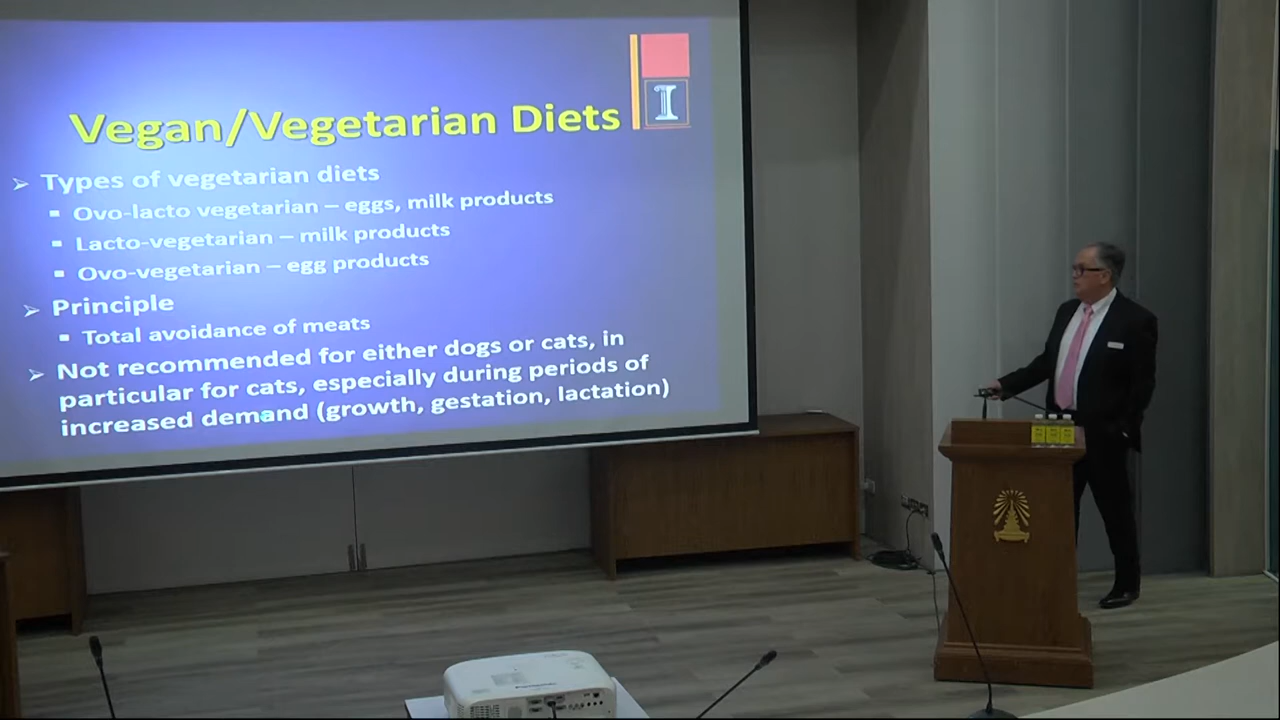 I
Vegan/Vegetarian Diets
➢ Types of vegetarian diets
▪ Ovo-lacto vegetarian – eggs, milk products
▪ Lacto-vegetarian – milk products
▪ Ovo-vegetarian – egg products
➢ Principle
▪ Total avoidance of meats
➢ Not recommended for either dogs or cats, in
particular for cats, especially during periods of
increased demand (growth, gestation, lactation)
Panasonic